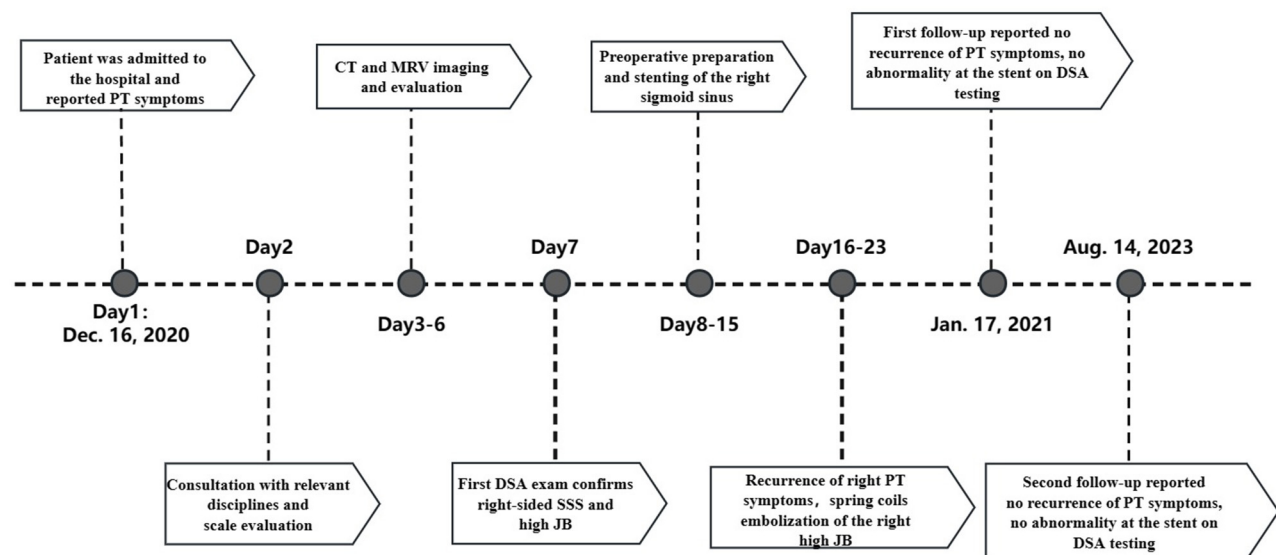 Patient was admitted to
the hospital and
reported PT symptoms
CT and MRV imaging
and evaluation
Preoperative preparation
and stenting of the right
sigmoid sinus
First follow-up reported no
recurrence of PT symptoms, no
abnormality at the stent on DSA
testing
Day1:
Dec. 16, 2020
Day2
Day3-6
Day7
Day8-15
Day16-23
Jan. 17, 2021
Aug. 14, 2023
Consultation with relevant
disciplines and
scale evaluation
First DSA exam confirms
right-sided SSS and
high JB
Recurrence of right PT
symptoms, spring coils
embolization of the right
high JB
Second follow-up reported
no recurrence of PT symptoms,
no abnormality at the stent on
DSA testing